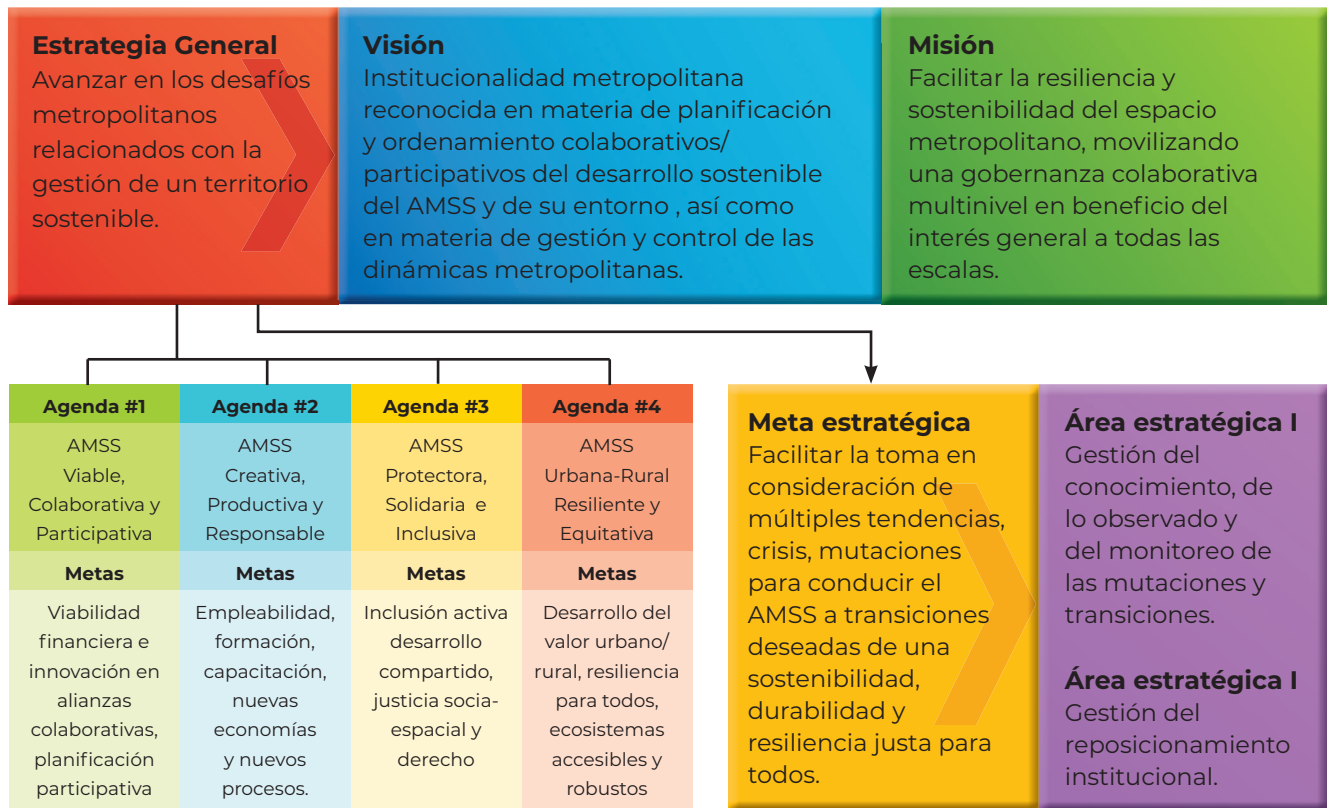 Estrategia General
Avanzar en los desafíos
metropolitanos
relacionados con la
gestión de un territorio
sostenible.
Visión
Institucionalidad metropolitana
reconocida en materia de planificación
y ordenamiento colaborativos/
participativos del desarrollo sostenible
del AMSS y de su entorno , así como
en materia de gestión y control de las
dinámicas metropolitanas.
Misión
Facilitar la resiliencia y
sostenibilidad del espacio
metropolitano, movilizando
una gobernanza colaborativa
multinivel en beneficio del
interés general a todas las
escalas.
Agenda #1
AMSS
Viable,
Colaborativa y
Participativa
Metas
Viabilidad
financiera e
innovación en
alianzas
colaborativas,
planificación
participativa
Agenda #2
AMSS
Creativa,
Productiva y
Responsable
Metas
Empleabilidad,
formación,
capacitación,
nuevas
economías
y nuevos
procesos.
Agenda #3
AMSS
Protectora,
Solidaria e
Inclusiva
Metas
Inclusión activa
desarrollo
compartido,
justicia socia-
espacial y
derecho
Agenda #4
AMSS
Urbana-Rural
Resiliente y
Equitativa
Metas
Desarrollo del
valor urbano/
rural, resiliencia
para todos,
ecosistemas
accesibles y
robustos
Meta estratégica
Facilitar la toma en
consideración de
múltiples tendencias,
crisis, mutaciones
para conducir el
AMSS a transiciones
deseadas de una
sostenibilidad,
durabilidad y
resiliencia justa para
todos.
Área estratégica I
Gestión del
conocimiento, de
lo observado y
del monitoreo de
las mutaciones y
transiciones.
Área estratégica I
Gestión del
reposicionamiento
institucional.